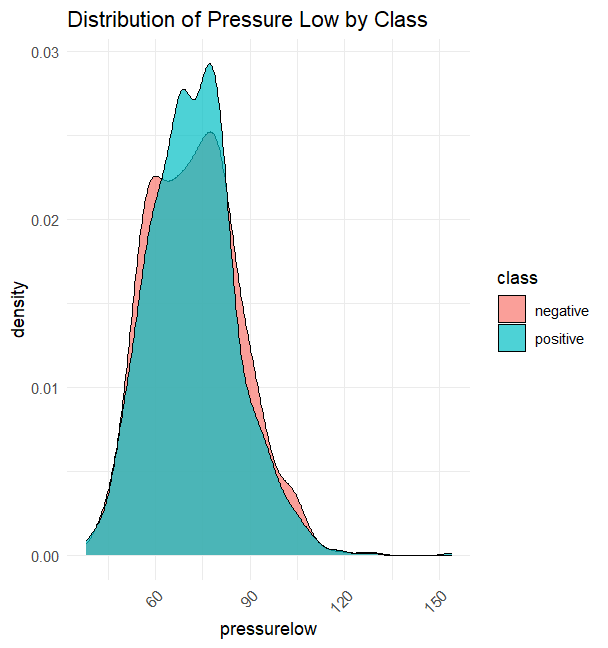 Distribution of Pressure Low by Class
0.03
0.02
0.01
0.00
density
60
90
120
150
pressurelow
class
negative
positive